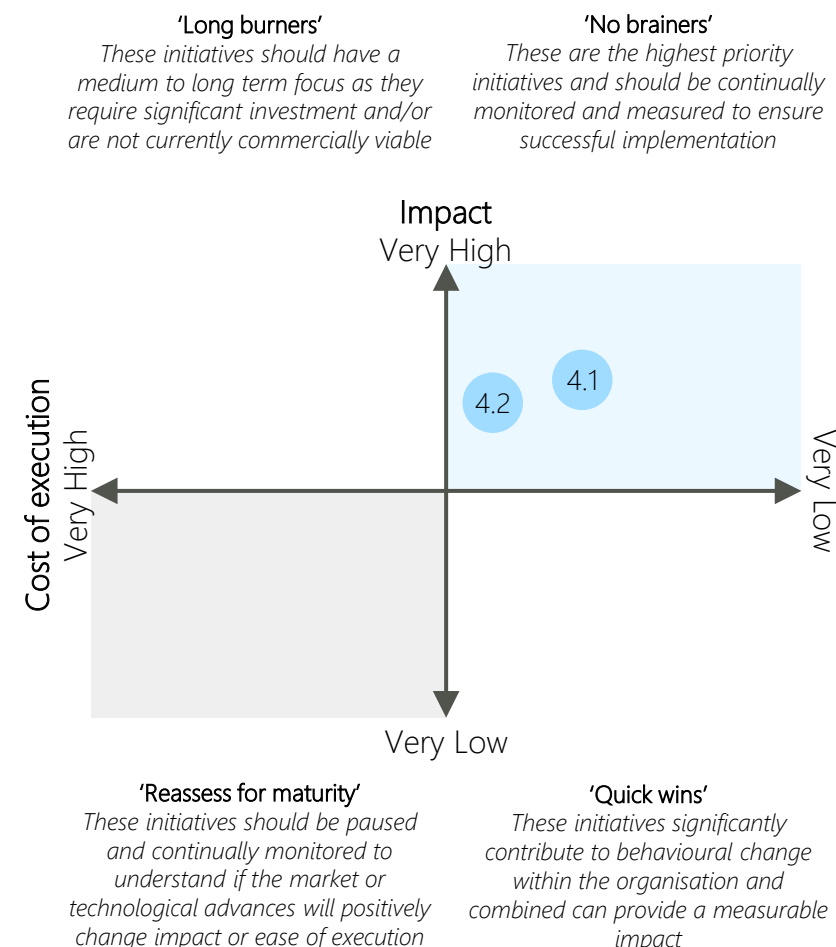 ‘Long burners’
These initiatives should have a
medium to long term focus as they
require significant investment and/or
are not currently commercially viable
‘No brainers’
These are the highest priority
initiatives and should be continually
monitored and measured to ensure
successful implementation
Impact
Very High
4.1
4.2
Cost of execution
Very High
Very Low
Very Low
‘Reassess for maturity’
These initiatives should be paused
and continually monitored to
understand if the market or
technological advances will positively
change impact or ease of execution
‘Quick wins’
These initiatives significantly
contribute to behavioural change
within the organisation and
combined can provide a measurable
impact